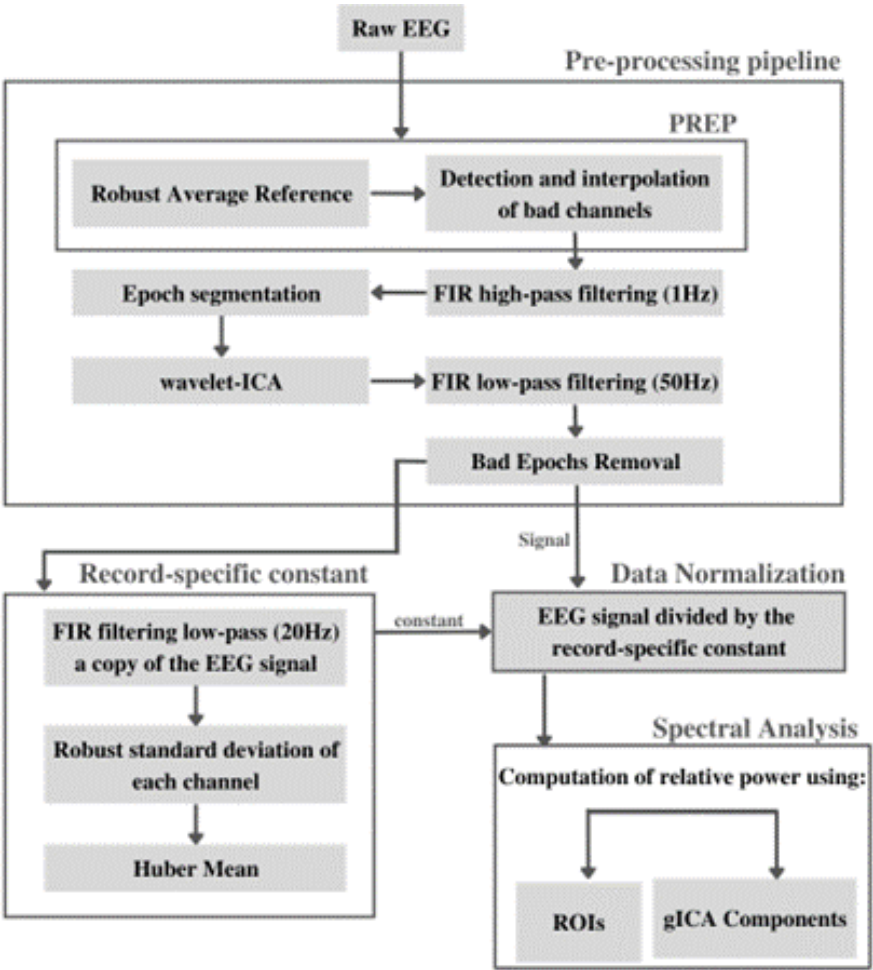 Raw EEG
Pre-processing pipeline
PREP
Robust Average Reference
Detection and interpolation
of bad channels
Epoch segmentation
FIR high-pass filtering (1Hz)
wavelet-ICA
FIR low-pass filtering (50Hz)
Bad Epochs Removal
Signal
Record-specific constant
Data Normalization
FIR filtering low-pass (20Hz)
a copy of the EEG signal
constant
EEG signal divided by the
record-specific constant
Robust standard deviation of
each channel
Huber Mean
Spectral Analysis
Computation of relative power using:
ROIs
gICA Components